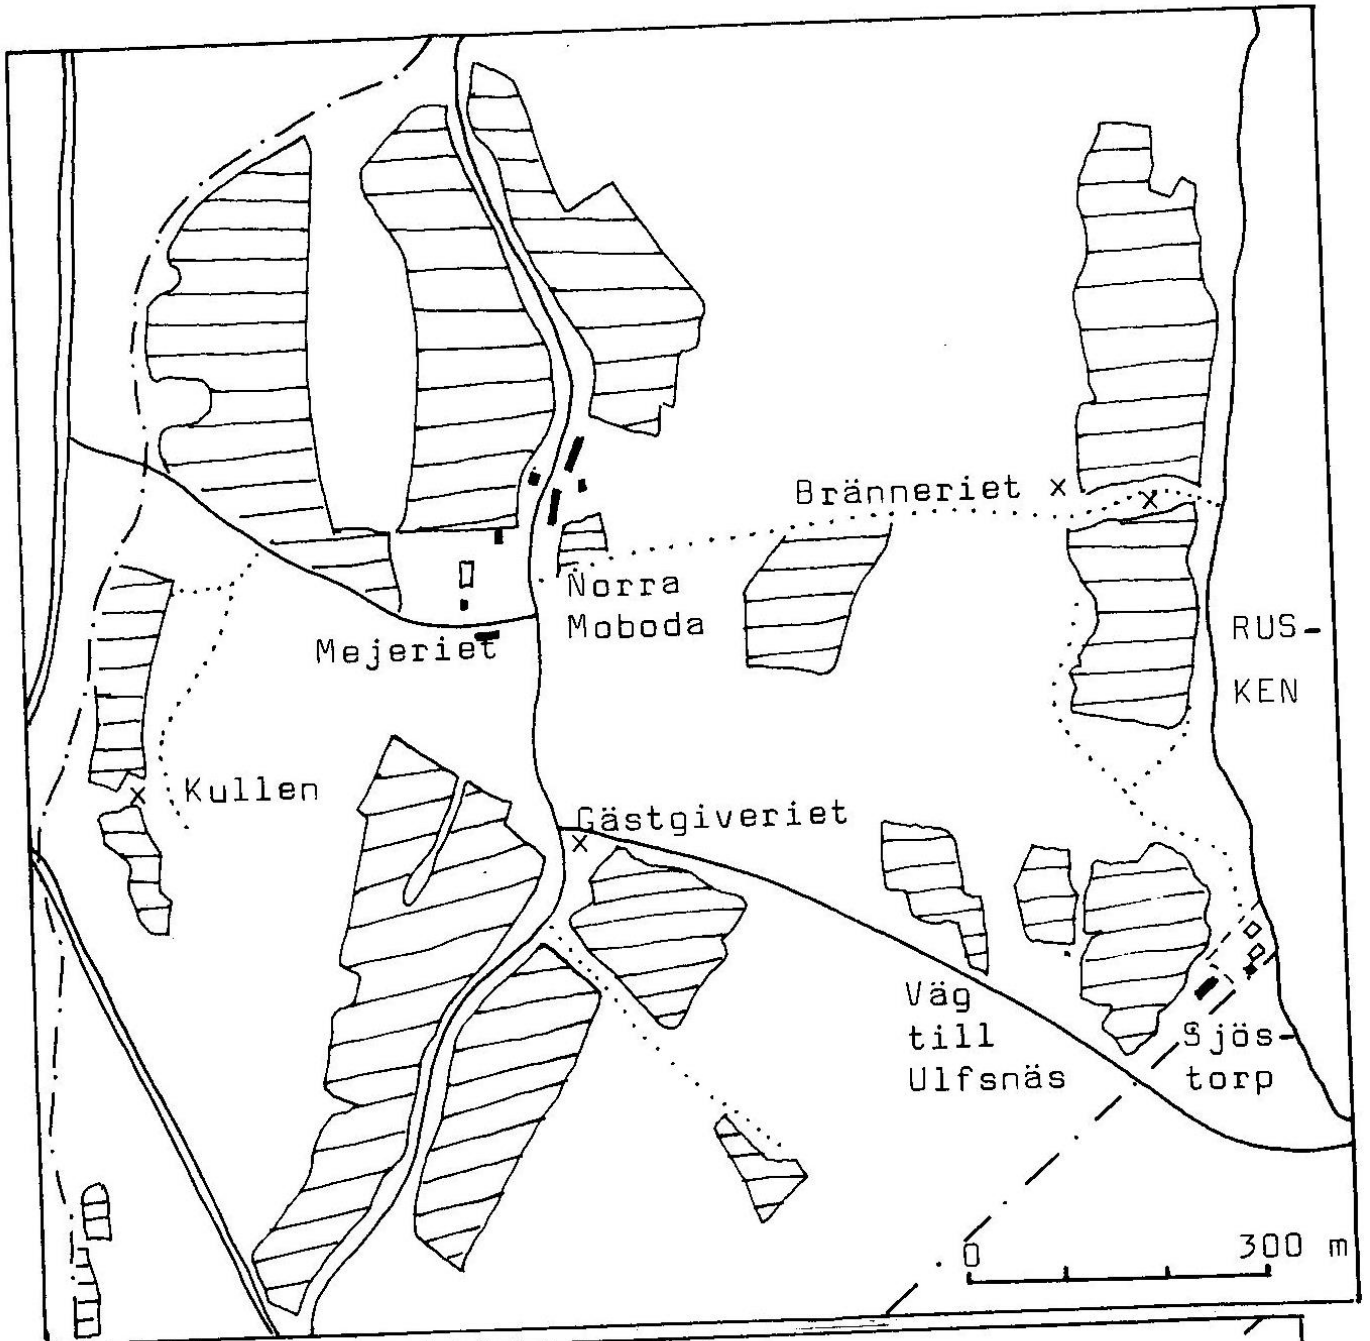 Bränneriet
Norra
Moboda
Mejeriet
RUS-
KEN
Kullen
Gästgiveriet
Väg
till
Ulfsnäs
Sjös-
torp
0 300 m